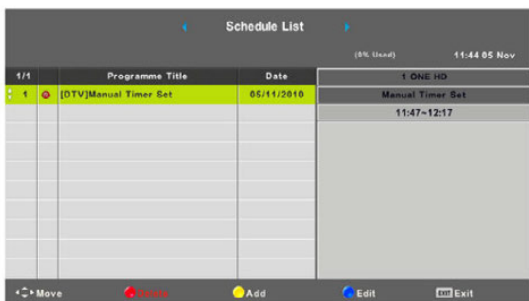 Schedule List
(6% Used) 11:44 05 Nov
1/1 Programme Title Date 1 ONE HD
1 [DTV]Manual Timer Set 05/11/2010 Manual Timer Set
11:47~12:17
Move Delete Add Edit EXIT Exit